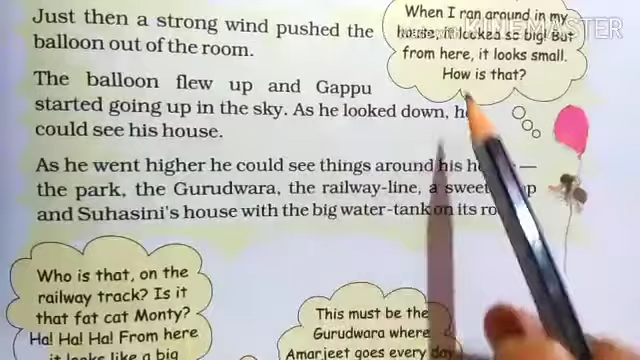 Just then a strong wind pushed the
balloon out of the room.
The balloon flew up and Gappu
started going up in the sky. As he looked down,
could see his house.
As he went higher he could see things around his
the park, the Gurudwara, the railway-line, a sweet
and Suhasini's house with the big water-tank on its
When I ran around in my
house, it looked so big! But
from here, it looks small.
How is that?
Who is that, on the
railway track? Is it
that fat cat Monty?
Ha! Ha! Ha! From here
it looks like a big
This must be the
Gurudwara where
Amarjeet goes every day
KINEMASTER